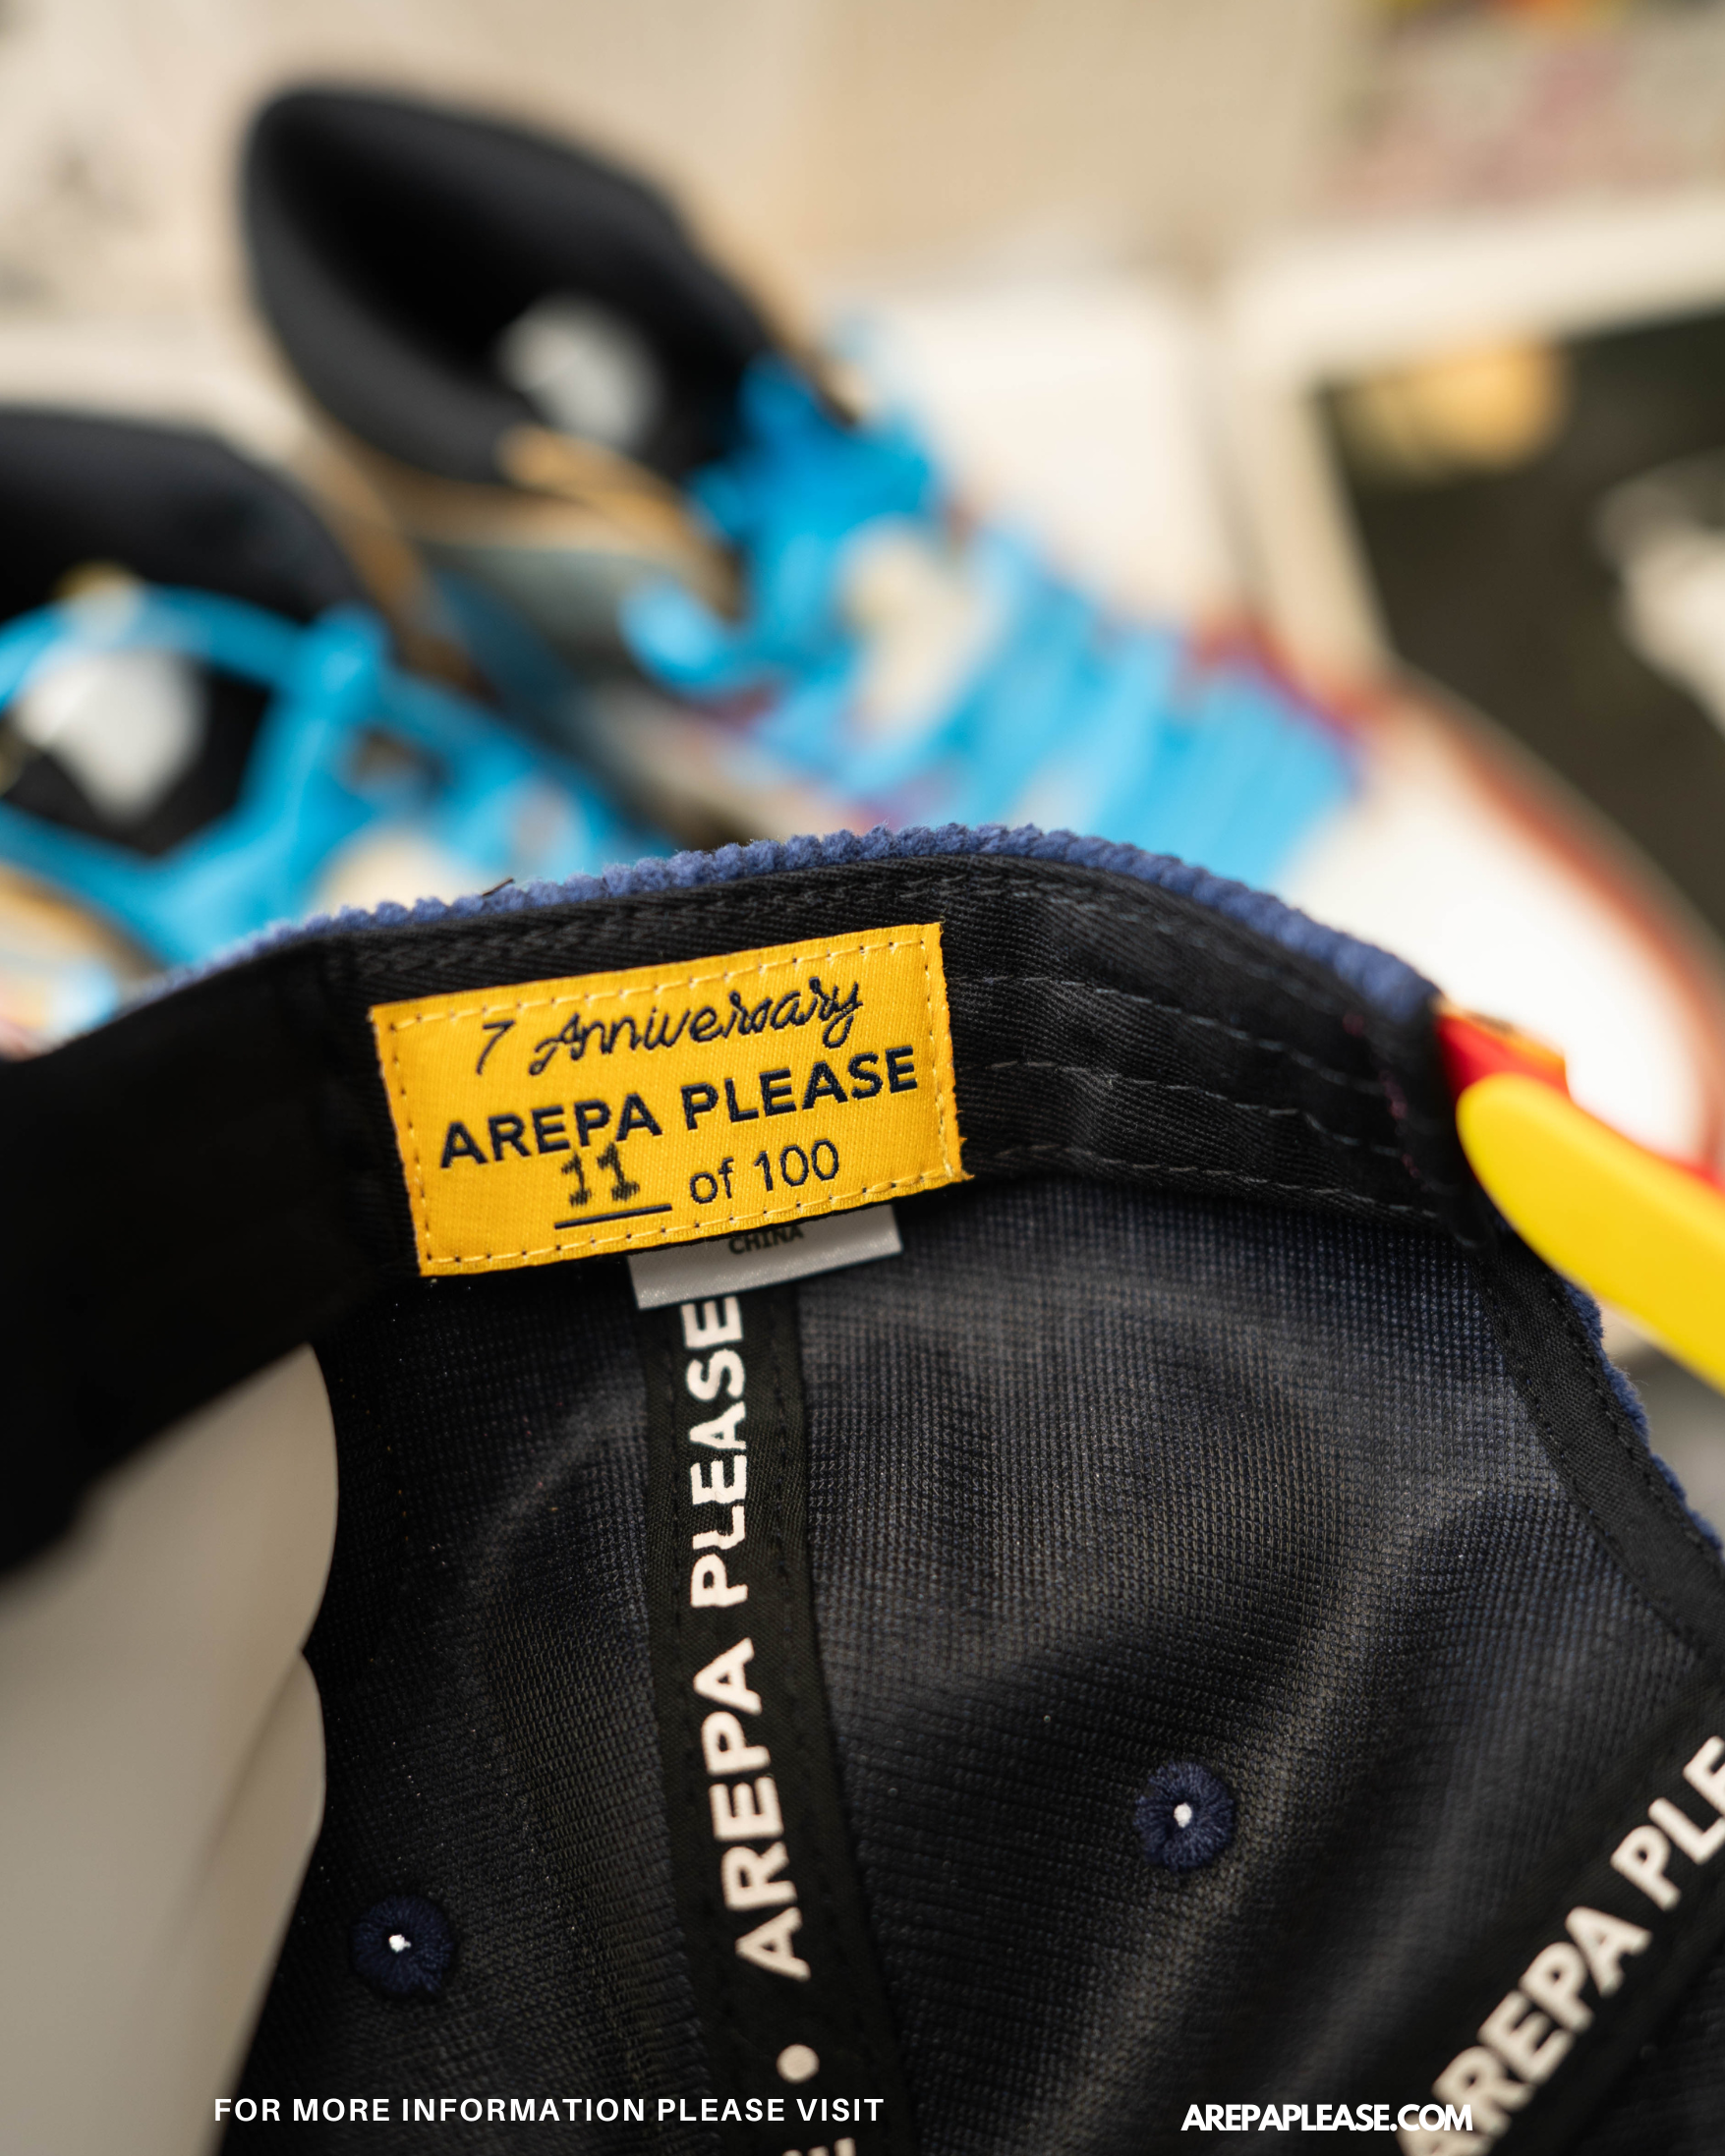 7 Anniversary
AREPA PLEASE
11 of 100
CHINA
AREPA PLEASE
AREPA PLE
FOR MORE INFORMATION PLEASE VISIT
AREPAPLEASE.COM